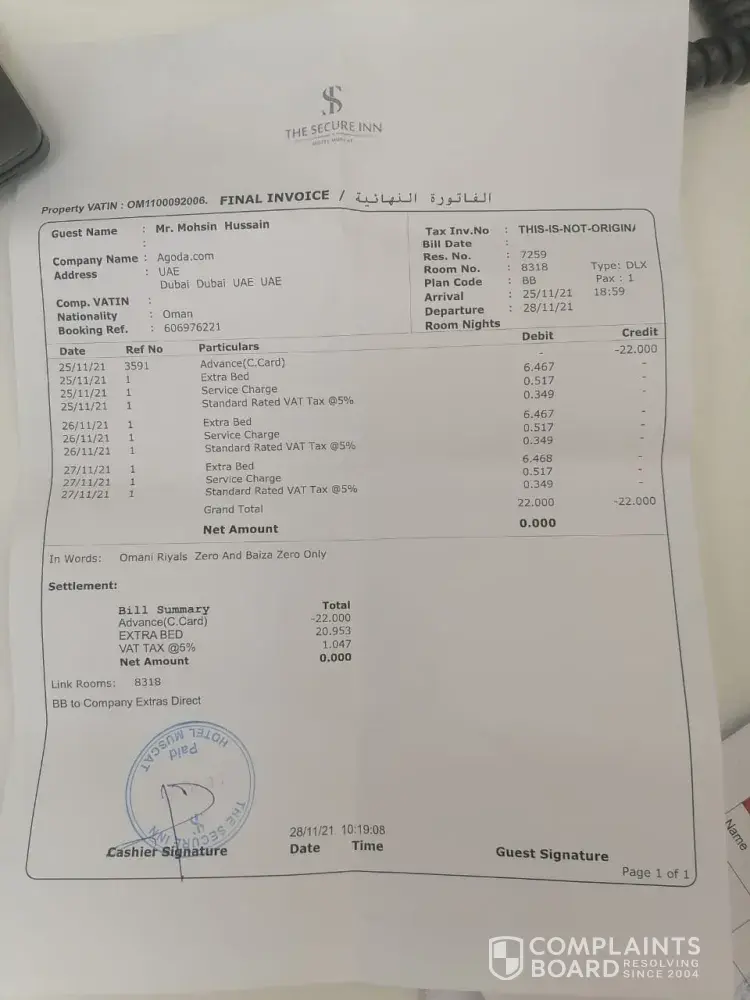 THE SECURE INN
HOTEL MUSCAT
Property VATIN : OM1100092006. FINAL INVOICE / الفاتورة النهائية
Guest Name : Mr. Mohsin Hussain
:
Company Name : Agoda.com
Address : UAE
Dubai Dubai UAE UAE
Comp. VATIN :
Nationality : Oman
Booking Ref. : 606976221
Tax Inv.No : THIS-IS-NOT-ORIGIN
Bill Date :
Res. No. : 7259
Room No. : 8318 Type: DLX
Plan Code : BB Pax : 1
Arrival : 25/11/21 18:59
Departure : 28/11/21
Room Nights
Date Ref No Particulars Debit Credit
25/11/21 3591 Advance(C.Card) - -22.000
25/11/21 1 Extra Bed 6.467 -
25/11/21 1 Service Charge 0.517 -
25/11/21 1 Standard Rated VAT Tax @5% 0.349 -
26/11/21 1 Extra Bed 6.467 -
26/11/21 1 Service Charge 0.517 -
26/11/21 1 Standard Rated VAT Tax @5% 0.349 -
27/11/21 1 Extra Bed 6.468 -
27/11/21 1 Service Charge 0.517 -
27/11/21 1 Standard Rated VAT Tax @5% 0.349 -
Grand Total 22.000 -22.000
Net Amount 0.000
In Words: Omani Riyals Zero And Baiza Zero Only
Settlement:
Bill Summary Total
Advance(C.Card) -22.000
EXTRA BED 20.953
VAT TAX @5% 1.047
Net Amount 0.000
Link Rooms: 8318
BB to Company Extras Direct
HOTEL MUSCAT
Paid
THE SECURE INN
28/11/21 10:19:08
Cashier Signature Date Time Guest Signature
Page 1 of 1
Name
COMPLAINTS
BOARD RESOLVING SINCE 2004